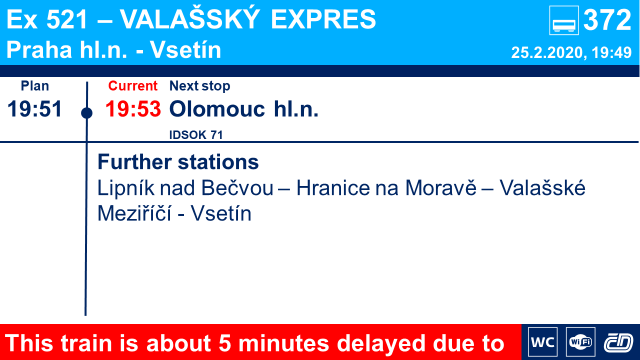 Ex 521 – VALAŠSKÝ EXPRES
372
Praha hl.n. - Vsetín
25.2.2020, 19:49
Plan
Current
Next stop
19:51
19:53
Olomouc hl.n.
IDSOK 71
Further stations
Lipník nad Bečvou – Hranice na Moravě – Valašské
Meziříčí - Vsetín
This train is about 5 minutes delayed due to
WC
WiFi
ČD